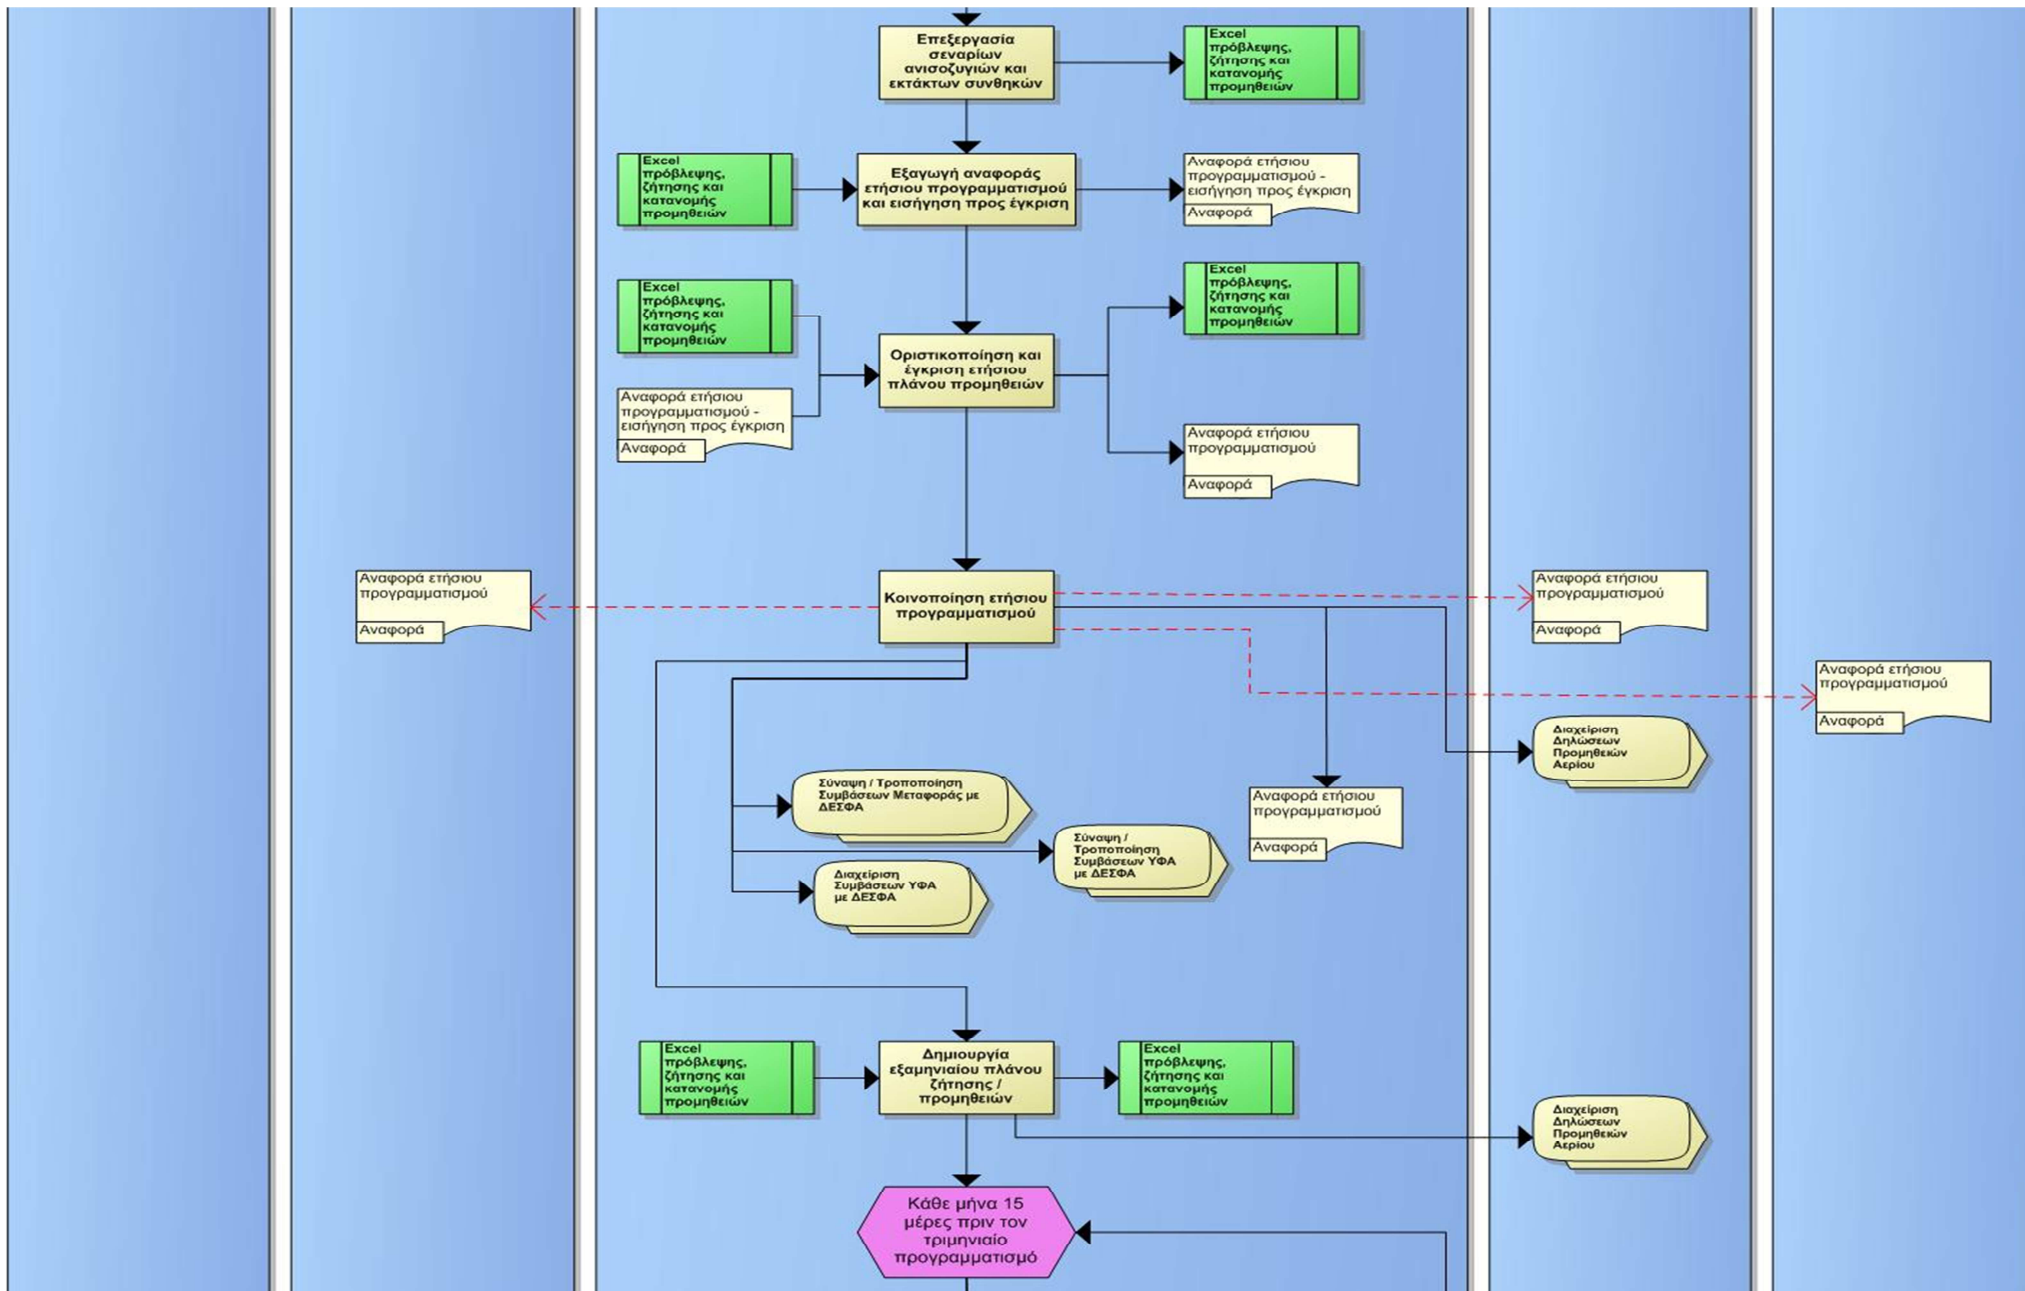 Επεξεργασία
σεναρίων
ανισοζυγιών και
εκτάκτων συνθηκών
Excel
πρόβλεψης,
ζήτησης και
κατανομής
προμηθειών
Excel
πρόβλεψης,
ζήτησης και
κατανομής
προμηθειών
Εξαγωγή αναφοράς
ετήσιου προγραμματισμού
και εισήγηση προς έγκριση
Αναφορά ετήσιου
προγραμματισμού -
εισήγηση προς έγκριση
Αναφορά
Excel
πρόβλεψης,
ζήτησης και
κατανομής
προμηθειών
Excel
πρόβλεψης,
ζήτησης και
κατανομής
προμηθειών
Οριστικοποίηση και
έγκριση ετήσιου
πλάνου προμηθειών
Αναφορά ετήσιου
προγραμματισμού -
εισήγηση προς έγκριση
Αναφορά
Αναφορά ετήσιου
προγραμματισμού
Αναφορά
Αναφορά ετήσιου
προγραμματισμού
Αναφορά
Κοινοποίηση ετήσιου
προγραμματισμού
Αναφορά ετήσιου
προγραμματισμού
Αναφορά
Αναφορά ετήσιου
προγραμματισμού
Αναφορά
Διαχείριση
Δηλώσεων
Προμηθειών
Αερίου
Σύναψη / Τροποποίηση
Συμβάσεων Μεταφοράς με
ΔΕΣΦΑ
Αναφορά ετήσιου
προγραμματισμού
Αναφορά
Σύναψη /
Τροποποίηση
Συμβάσεων ΥΦΑ
με ΔΕΣΦΑ
Διαχείριση
Συμβάσεων ΥΦΑ
με ΔΕΣΦΑ
Excel
πρόβλεψης,
ζήτησης και
κατανομής
προμηθειών
Δημιουργία
εξαμηνιαίου πλάνου
ζήτησης /
προμηθειών
Excel
πρόβλεψης,
ζήτησης και
κατανομής
προμηθειών
Διαχείριση
Δηλώσεων
Προμηθειών
Αερίου
Κάθε μήνα 15
μέρες πριν τον
τριμηνιαίο
προγραμματισμό